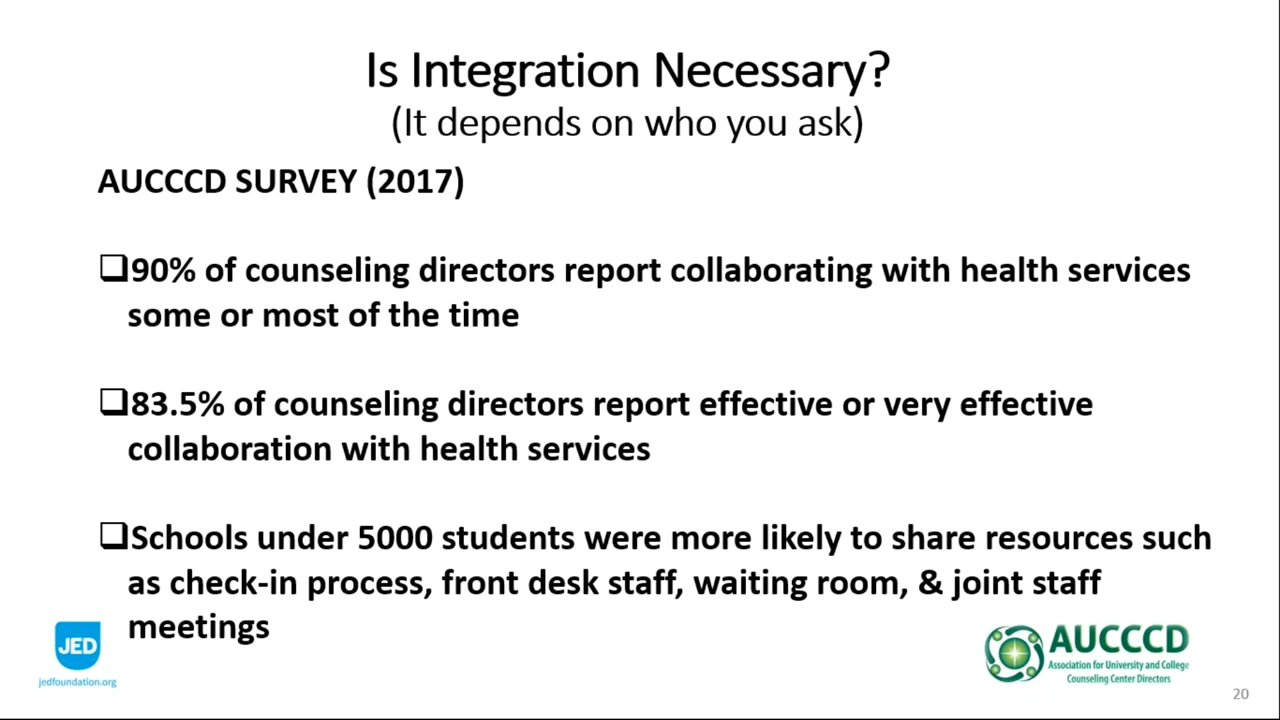 Is Integration Necessary?
(It depends on who you ask)
AUCCCD SURVEY (2017)
90% of counseling directors report collaborating with health services
some or most of the time
83.5% of counseling directors report effective or very effective
collaboration with health services
Schools under 5000 students were more likely to share resources such
as check-in process, front desk staff, waiting room, & joint staff
meetings
JED
jedfoundation.org
AUCCCD
Association for University and College
Counseling Center Directors
20